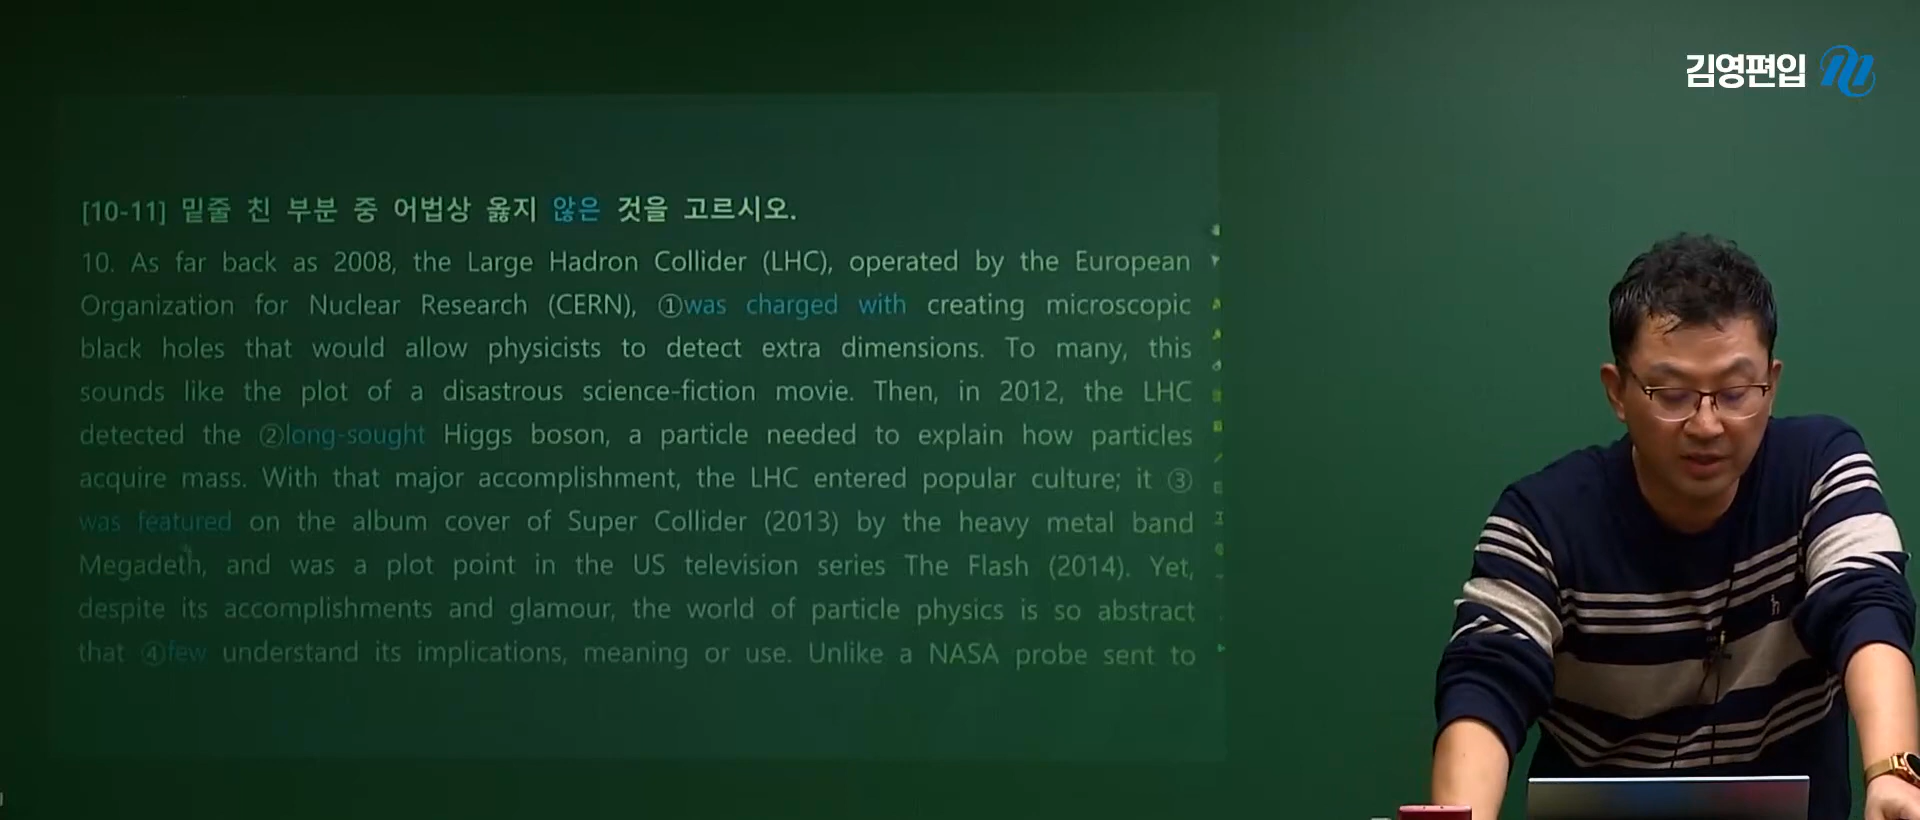 김영편입
[10-11] 밑줄 친 부분 중 어법상 옳지 않은 것을 고르시오.
10. As far back as 2008, the Large Hadron Collider (LHC), operated by the European
Organization for Nuclear Research (CERN), ①was charged with creating microscopic
black holes that would allow physicists to detect extra dimensions. To many, this
sounds like the plot of a disastrous science-fiction movie. Then, in 2012, the LHC
detected the ②long-sought Higgs boson, a particle needed to explain how particles
acquire mass. With that major accomplishment, the LHC entered popular culture; it ③
was featured on the album cover of Super Collider (2013) by the heavy metal band
Megadeth, and was a plot point in the US television series The Flash (2014). Yet,
despite its accomplishments and glamour, the world of particle physics is so abstract
that ④few understand its implications, meaning or use. Unlike a NASA probe sent to